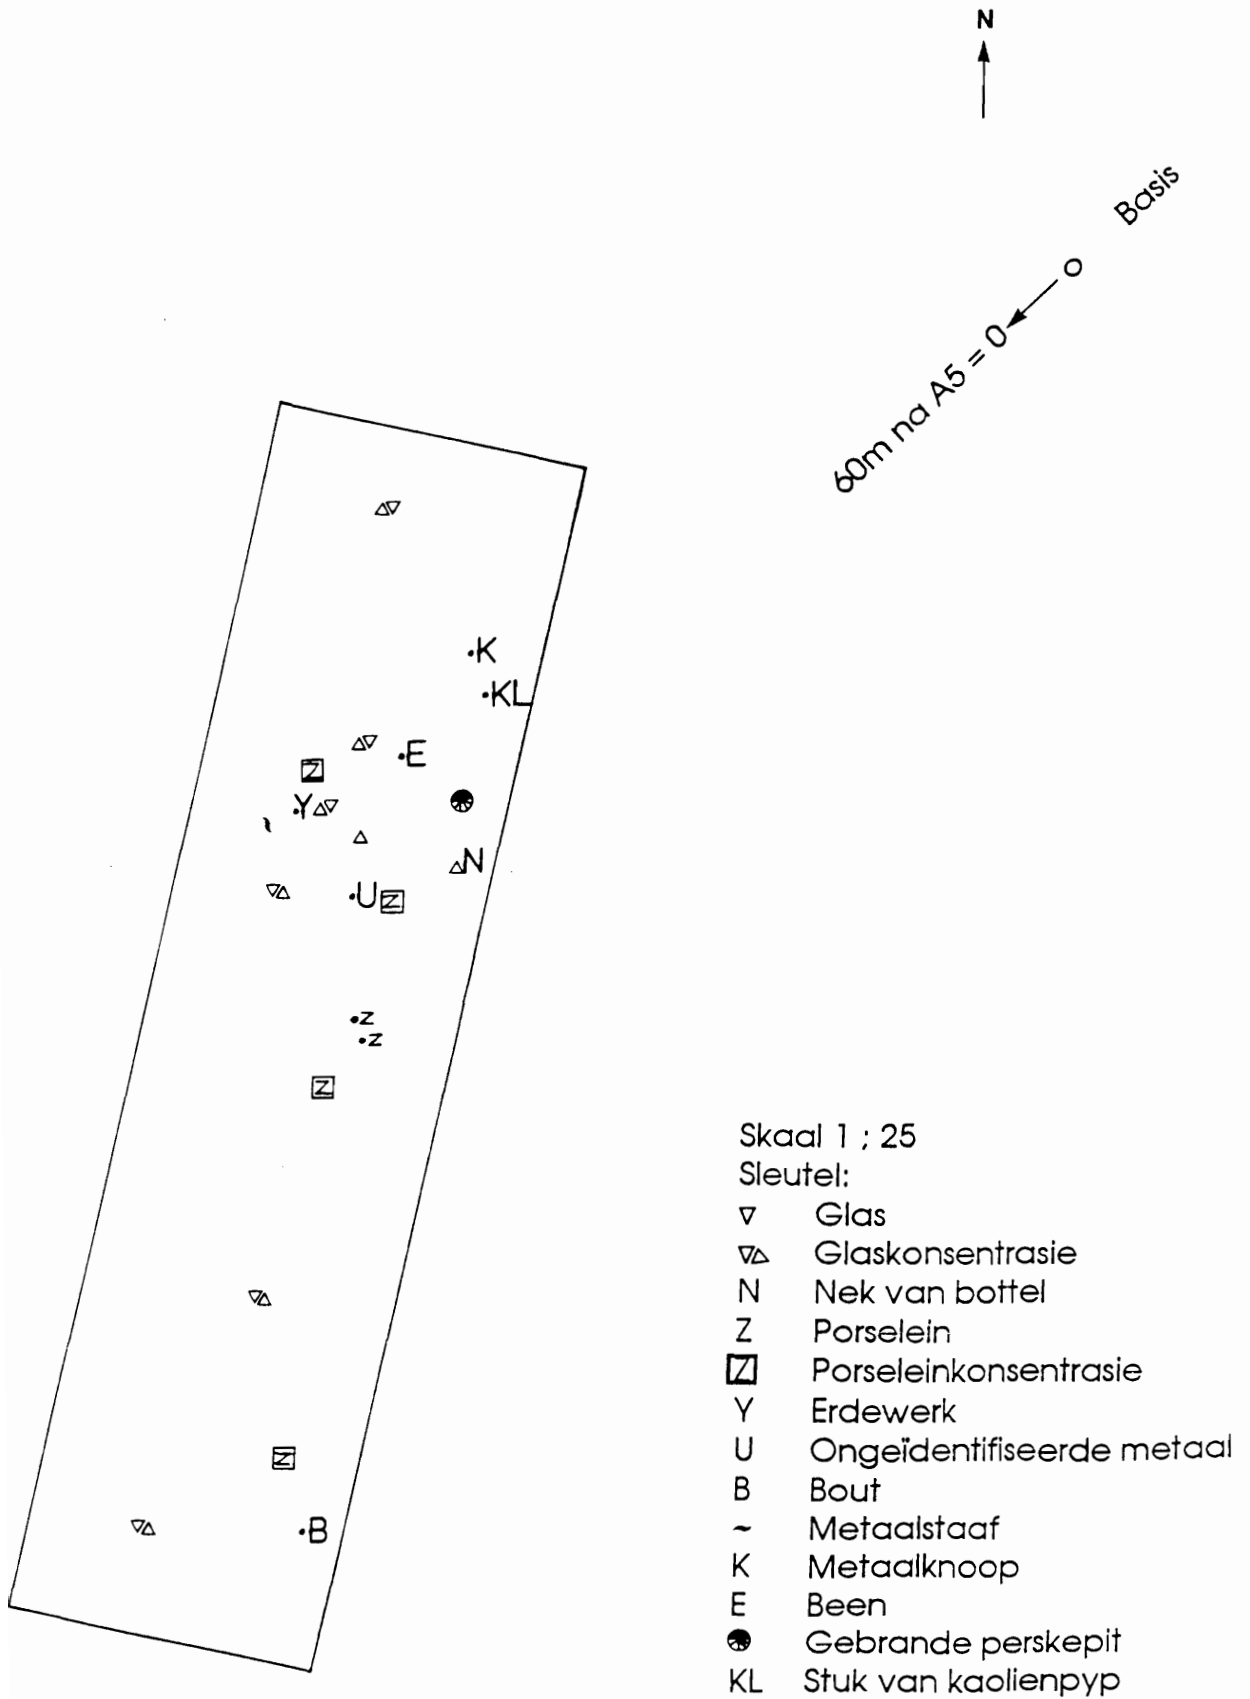 N
Basis
O
60m na A5 = 0
K
KL
E
Z
Y
N
U Z
z
z
Z
Z
B
Skaal 1 ; 25
Sleutel:
Glas
Glaskonsentrasie
N Nek van bottel
Z Porselein
Z Porseleinkonsentrasie
Y Erdewerk
U Ongeïdentifiseerde metaal
B Bout
~ Metaalstaaf
K Metaalknoop
E Been
Gebrande perskepit
KL Stuk van kaolienpyp